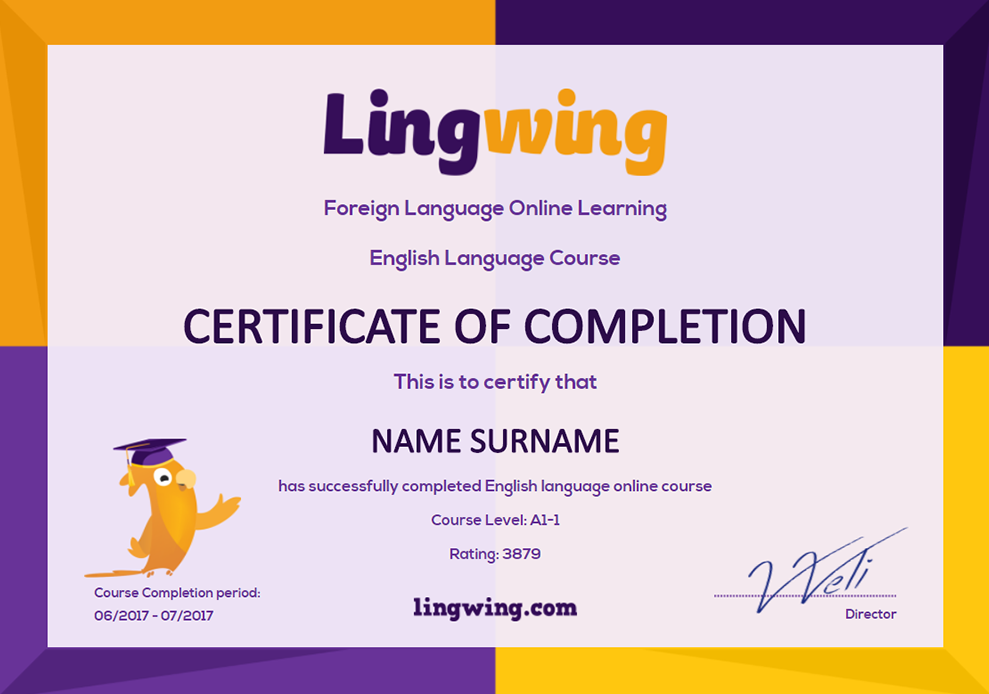 Lingwing
Foreign Language Online Learning
English Language Course
CERTIFICATE OF COMPLETION
This is to certify that
NAME SURNAME
has successfully completed English language online course
Course Level: A1-1
Rating: 3879
Course Completion period:
06/2017 - 07/2017
lingwing.com
Director